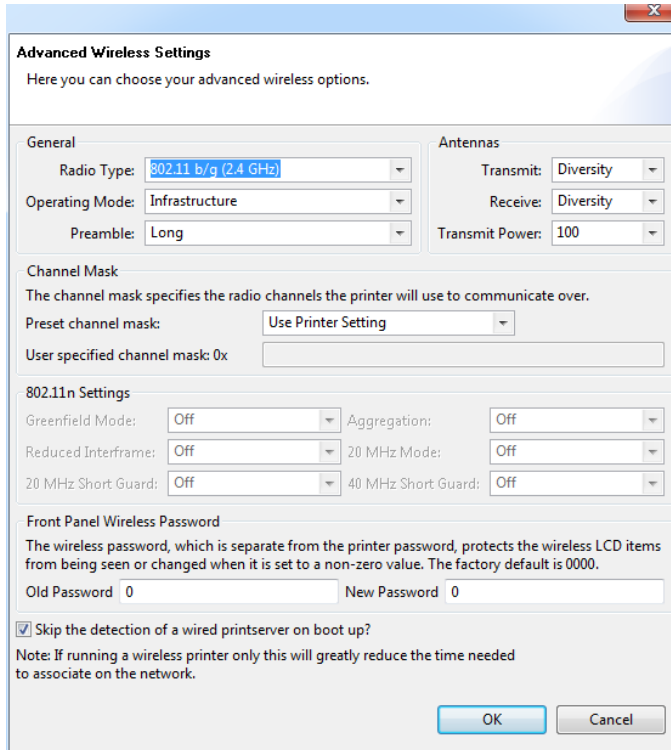 Advanced Wireless Settings
Here you can choose your advanced wireless options.
General
Radio Type: 802.11 b/g (2.4 GHz)
Operating Mode: Infrastructure
Preamble: Long
Antennas
Transmit: Diversity
Receive: Diversity
Transmit Power: 100
Channel Mask
The channel mask specifies the radio channels the printer will use to communicate over.
Preset channel mask: Use Printer Setting
User specified channel mask: 0x
802.11n Settings
Greenfield Mode: Off Aggregation: Off
Reduced Interframe: Off 20 MHz Mode: Off
20 MHz Short Guard: Off 40 MHz Short Guard: Off
Front Panel Wireless Password
The wireless password, which is separate from the printer password, protects the wireless LCD items
from being seen or changed when it is set to a non-zero value. The factory default is 0000.
Old Password 0 New Password 0
Skip the detection of a wired printserver on boot up?
Note: If running a wireless printer only this will greatly reduce the time needed
to associate on the network.
OK Cancel